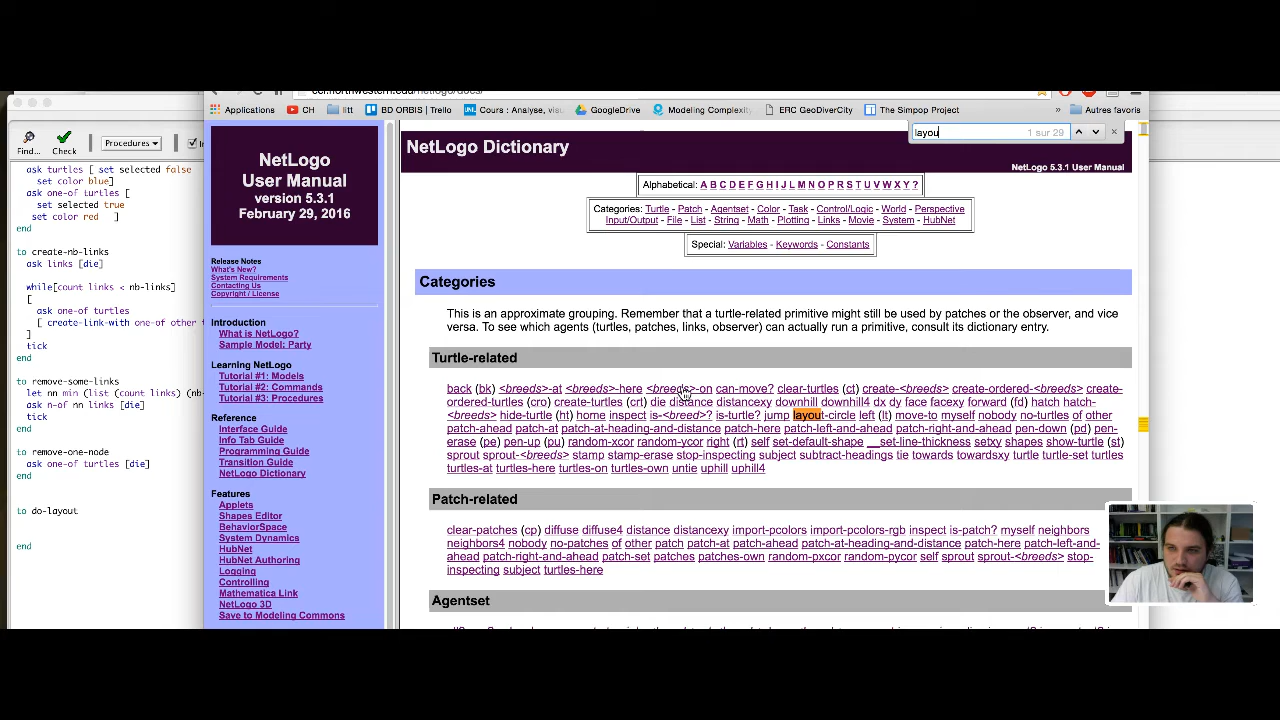 ccl.northwestern.edu/netlogo/docs/
Applications CH litt BD ORBIS | Trello Cours : Analyse, visu GoogleDrive Modeling Complexity ERC GeoDiverCity The Simpop Project » Autres favoris
layou 1 sur 29
Find... Check Procedures
ask turtles [ set selected false
set color blue]
ask one-of turtles [
set selected true
set color red ]
end
to create-nb-links
ask links [die]
while[count links < nb-links]
[
ask one-of turtles
[ create-link-with one-of other t
]
tick
end
to remove-some-links
let nn min (list (count links)
ask n-of nn links [die]
tick
end
to remove-one-node
ask one-of turtles [die]
end
to do-layout
end
NetLogo
User Manual
version 5.3.1
February 29, 2016
Release Notes
What's New?
System Requirements
Contacting Us
Copyright / License
Introduction
What is NetLogo?
Sample Model: Party
Learning NetLogo
Tutorial #1: Models
Tutorial #2: Commands
Tutorial #3: Procedures
Reference
Interface Guide
Info Tab Guide
Programming Guide
Transition Guide
NetLogo Dictionary
Features
Applets
Shapes Editor
BehaviorSpace
System Dynamics
HubNet
HubNet Authoring
Logging
Controlling
Mathematica Link
NetLogo 3D
Save to Modeling Commons
NetLogo Dictionary
NetLogo 5.3.1 User Manual
Alphabetical: A B C D E F G H I J L M N O P R S T U V W X Y ?
Categories: Turtle - Patch - Agentset - Color - Task - Control/Logic - World - Perspective
Input/Output - File - List - String - Math - Plotting - Links - Movie - System - HubNet
Special: Variables - Keywords - Constants
Categories
This is an approximate grouping. Remember that a turtle-related primitive might still be used by patches or the observer, and vice
versa. To see which agents (turtles, patches, links, observer) can actually run a primitive, consult its dictionary entry.
Turtle-related
back (bk) <breeds>-at <breeds>-here <breeds>-on can-move? clear-turtles (ct) create-<breeds> create-ordered-<breeds> create-
ordered-turtles (cro) create-turtles (crt) die distance distancexy downhill downhill4 dx dy face facexy forward (fd) hatch hatch-
<breeds> hide-turtle (ht) home inspect is-<breed>? is-turtle? jump layout-circle left (lt) move-to myself nobody no-turtles of other
patch-ahead patch-at patch-at-heading-and-distance patch-here patch-left-and-ahead patch-right-and-ahead pen-down (pd) pen-
erase (pe) pen-up (pu) random-xcor random-ycor right (rt) self set-default-shape __set-line-thickness setxy shapes show-turtle (st)
sprout sprout-<breeds> stamp stamp-erase stop-inspecting subject subtract-headings tie towards towardsxy turtle turtle-set turtles
turtles-at turtles-here turtles-on turtles-own untie uphill uphill4
Patch-related
clear-patches (cp) diffuse diffuse4 distance distancexy import-pcolors import-pcolors-rgb inspect is-patch? myself neighbors
neighbors4 nobody no-patches of other patch patch-at patch-ahead patch-at-heading-and-distance patch-here patch-left-and-
ahead patch-right-and-ahead patch-set patches patches-own random-pxcor random-pycor self sprout sprout-<breeds> stop-
inspecting subject turtles-here
Agentset